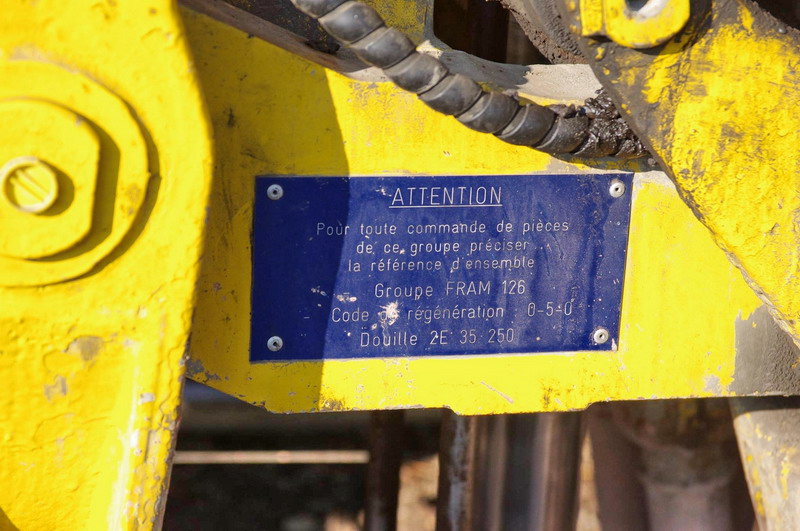 ATTENTION
Pour toute commande de pièces
de ce groupe préciser
la référence d'ensemble
- Groupe FRAM 126
- Code de régénération : 0-5-0
Douille 2E 35 250